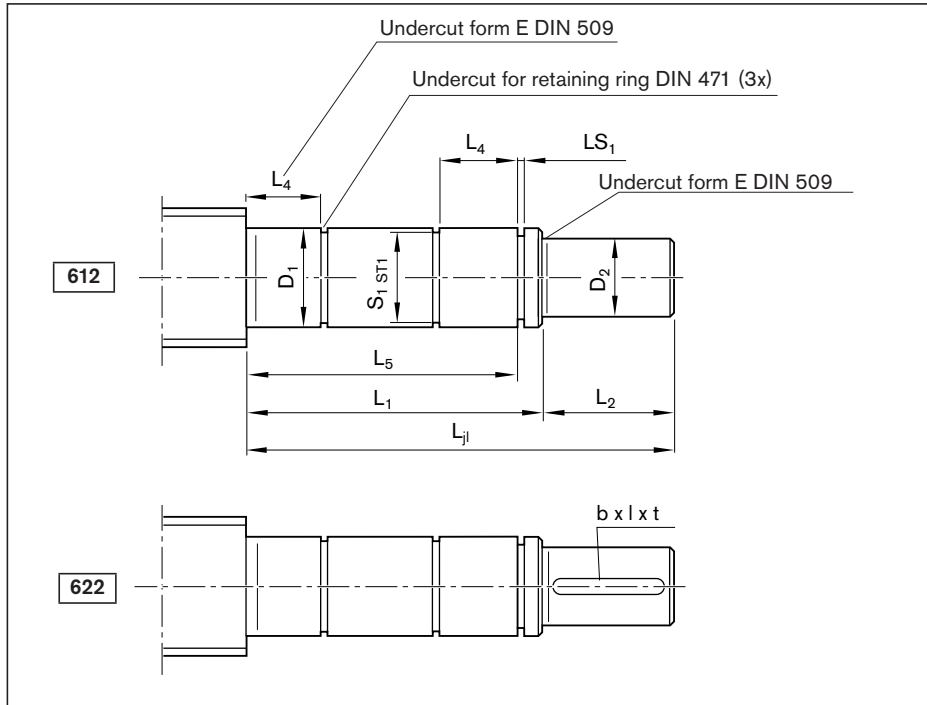 Undercut form E DIN 509
Undercut for retaining ring DIN 471 (3x)
L4
LS1
L4
Undercut form E DIN 509
612
D1
S1 ST1
D2
L5
L1
L2
Ljl
b x l x t
622